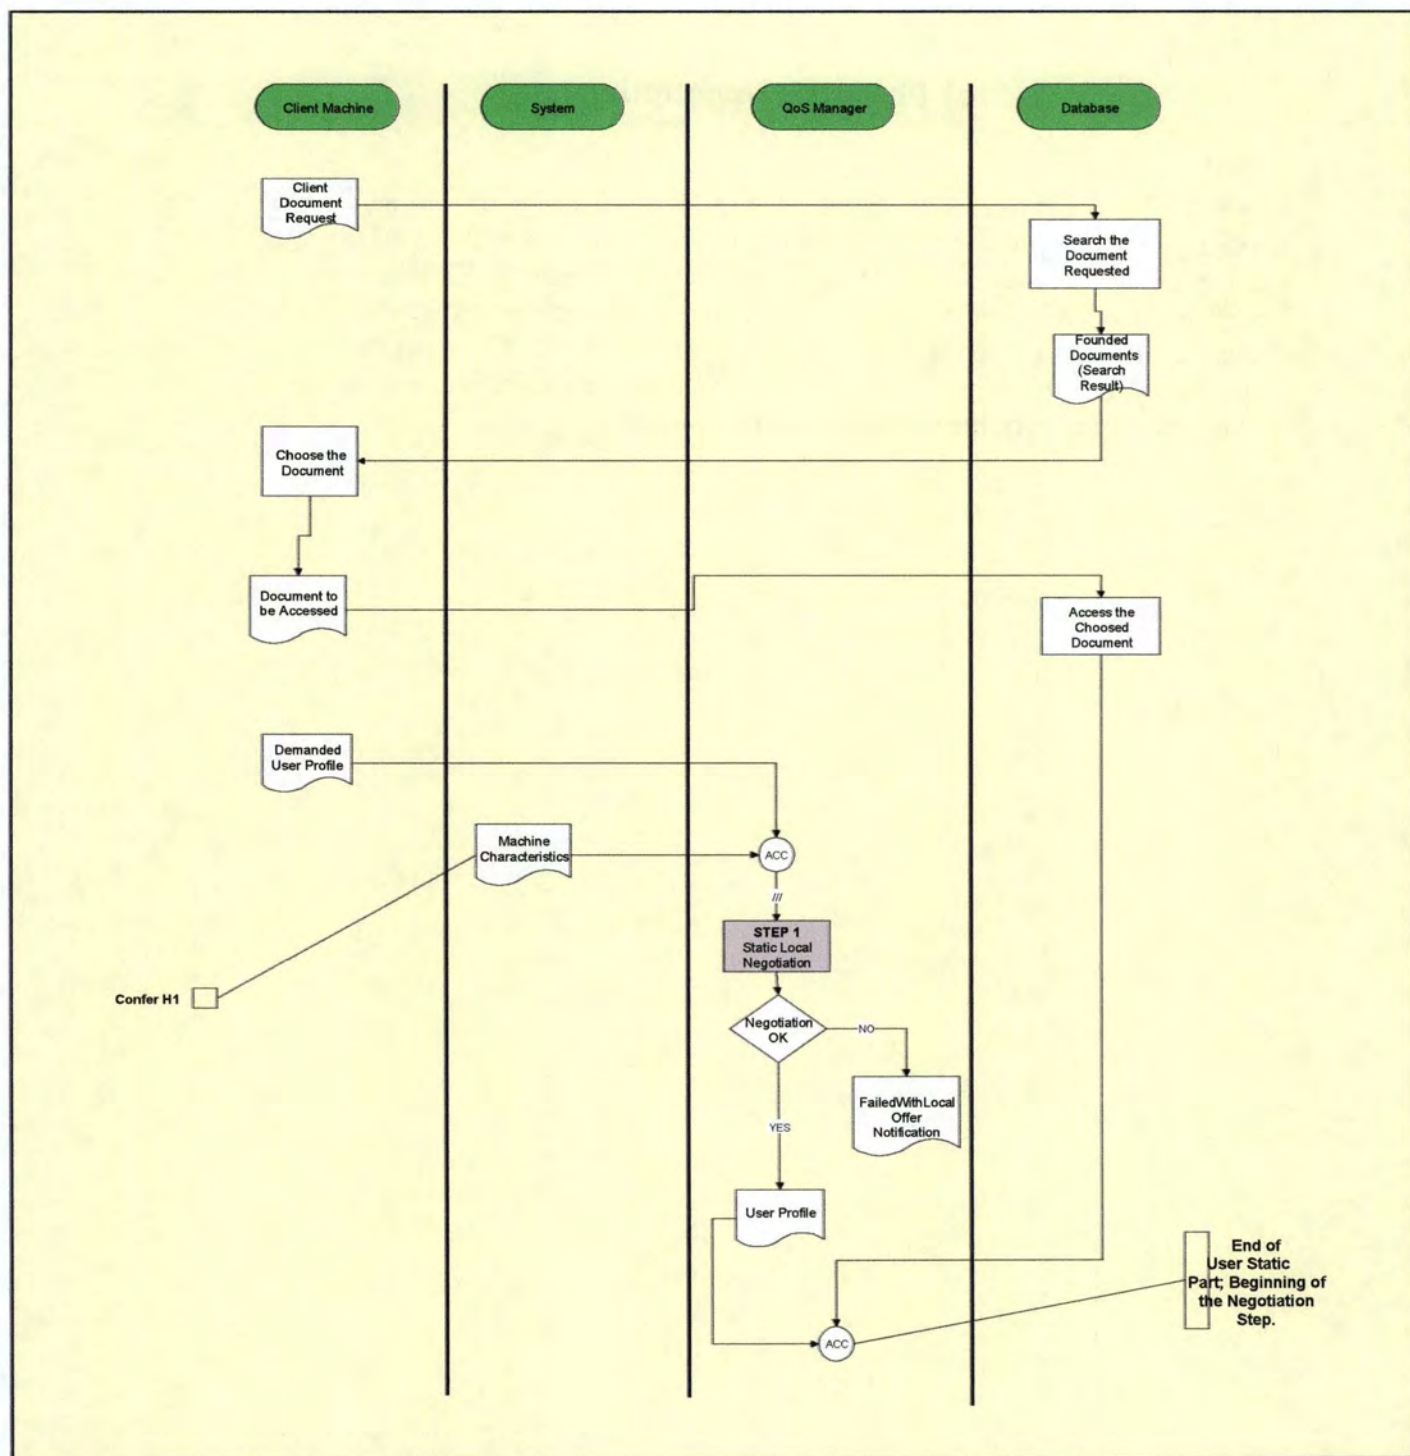 Client Machine
System
QoS Manager
Database
Client
Document
Request
Search the
Document
Requested
Founded
Documents
(Search
Result)
Choose the
Document
Document to
be Accessed
Access the
Choosed
Document
Demanded
User Profile
Machine
Characteristics
ACC
///
STEP 1
Static Local
Negotiation
Confer H1
Negotiation
OK
NO
FailedWithLocal
Offer
Notification
YES
User Profile
End of
User Static
Part; Beginning of
the Negotiation
Step.
ACC